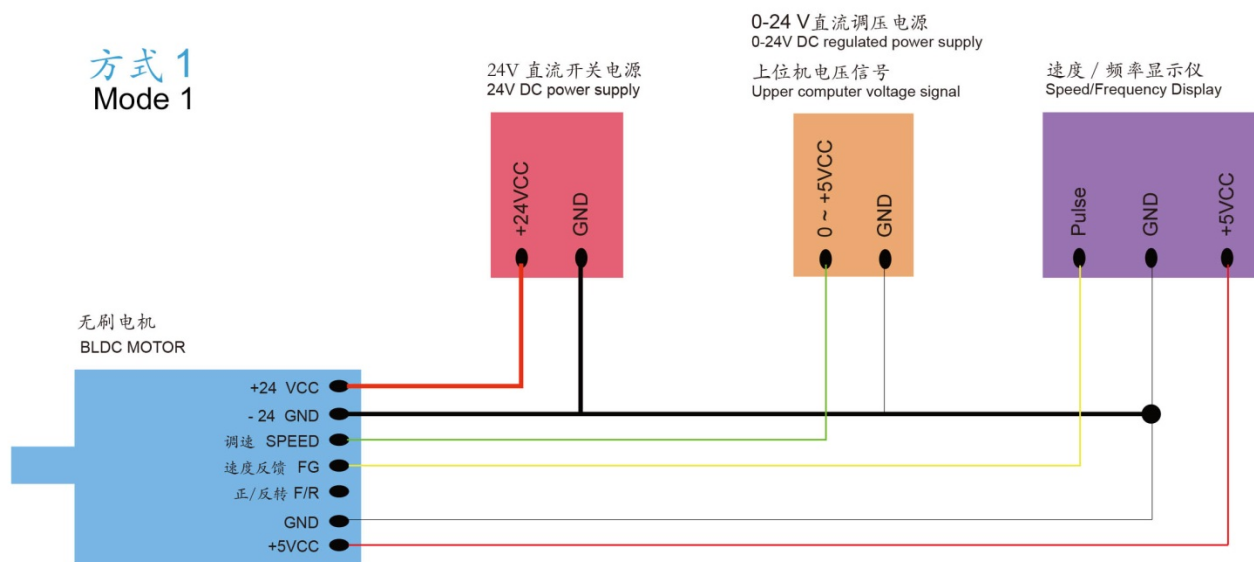 方式 1
Mode 1
24V 直流开关电源
24V DC power supply
0-24 V直流调压电源
0-24V DC regulated power supply
上位机电压信号
Upper computer voltage signal
速度 / 频率显示仪
Speed/Frequency Display
+24VCC
GND
0 ~ +5VCC
GND
Pulse
GND
+5VCC
无刷电机
BLDC MOTOR
+24 VCC
- 24 GND
调速 SPEED
速度反馈 FG
正/反转 F/R
GND
+5VCC